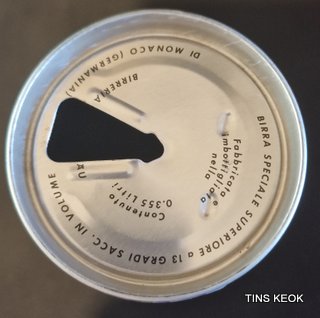 BIRRA SPECIALE SUPERIORE a 13 GRADI SACC. IN VOLUME
Fabbricata e
imbottigliata
nella
BIRRERIA
DI MONACO (GERMANIA)
Contenuto
0.355 Litri
TINS KEOK